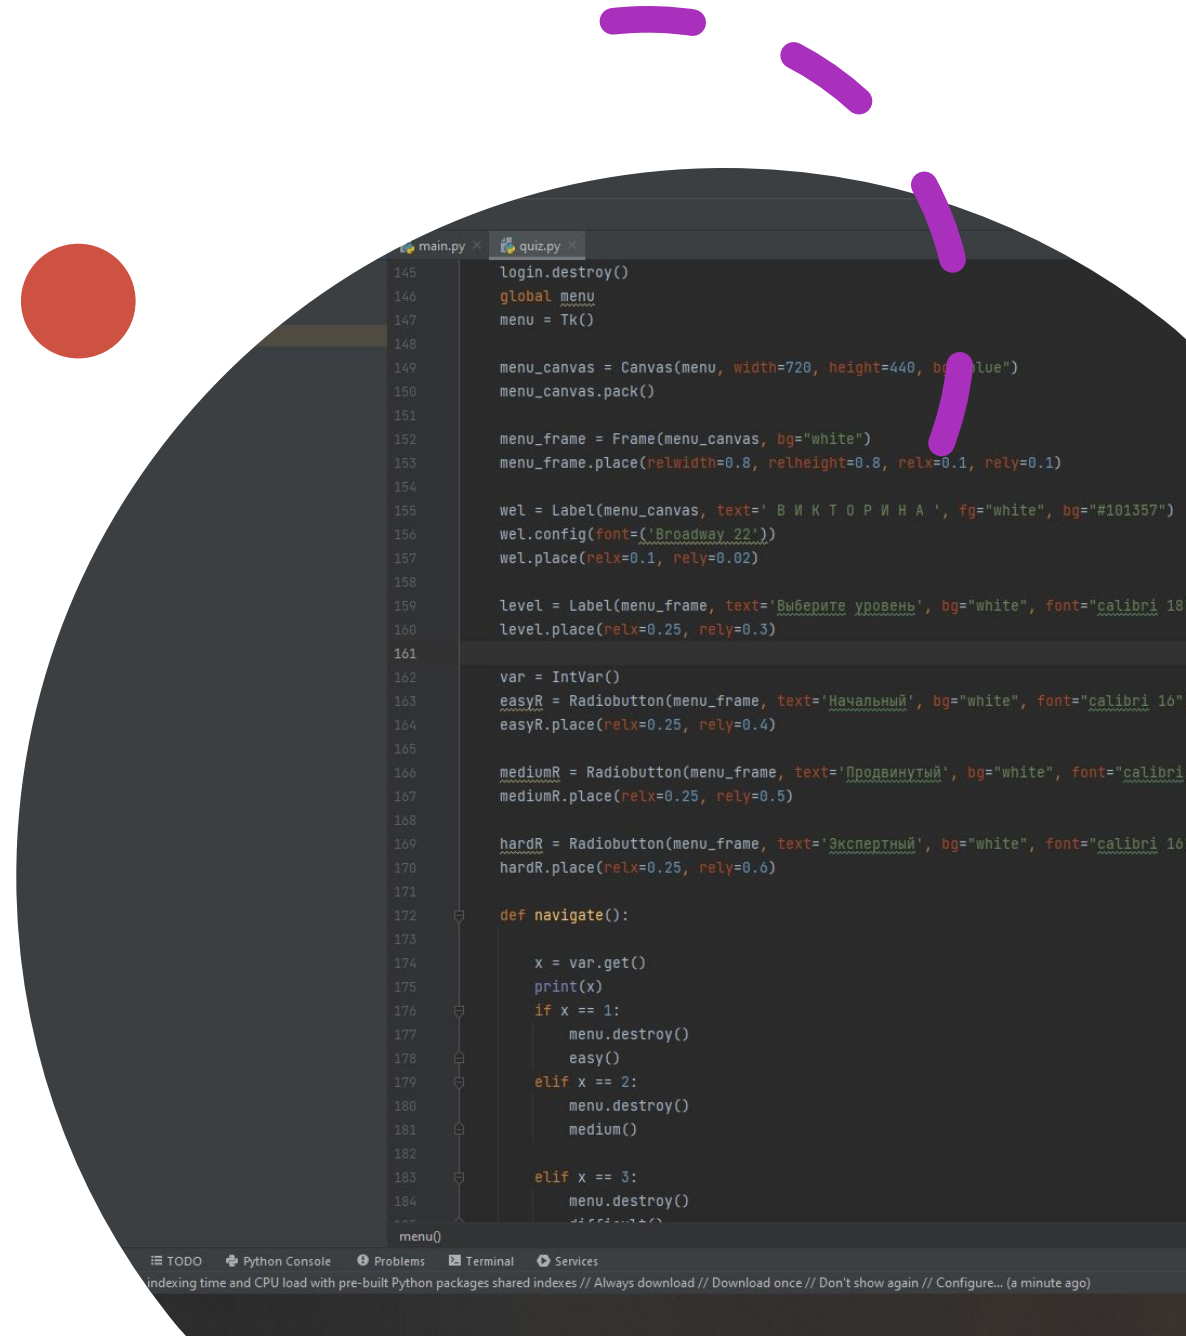 main.py quiz.py
145 login.destroy()
146 global menu
147 menu = Tk()
148
149 menu_canvas = Canvas(menu, width=720, height=440,
150 menu_canvas.pack()
151
152 menu_frame = Frame(menu_canvas, bg="white")
153 menu_frame.place(relwidth=0.8, relheight=0.8, relx=0.1, rely=0.1)
154
155 wel = Label(menu_canvas, text=' В И К Т О Р И Н А ', fg="white", bg="#101357")
156 wel.config(font=('Broadway 22'))
157 wel.place(relx=0.1, rely=0.02)
158
159 level = Label(menu_frame, text='Выберите уровень', bg="white", font="calibri 18
160 level.place(relx=0.25, rely=0.3)
161
162 var = IntVar()
163 easyR = Radiobutton(menu_frame, text='Начальный', bg="white", font="calibri 16"
164 easyR.place(relx=0.25, rely=0.4)
165
166 mediumR = Radiobutton(menu_frame, text='Продвинутый', bg="white", font="calibri
167 mediumR.place(relx=0.25, rely=0.5)
168
169 hardR = Radiobutton(menu_frame, text='Экспертный', bg="white", font="calibri 16
170 hardR.place(relx=0.25, rely=0.6)
171
172 def navigate():
173
174 x = var.get()
175 print(x)
176 if x == 1:
177 menu.destroy()
178 easy()
179 elif x == 2:
180 menu.destroy()
181 medium()
182
183 elif x == 3:
184 menu.destroy()
menu()
TODO Python Console Problems Terminal Services
indexing time and CPU load with pre-built Python packages shared indexes // Always download // Download once // Don't show again // Configure... (a minute ago)